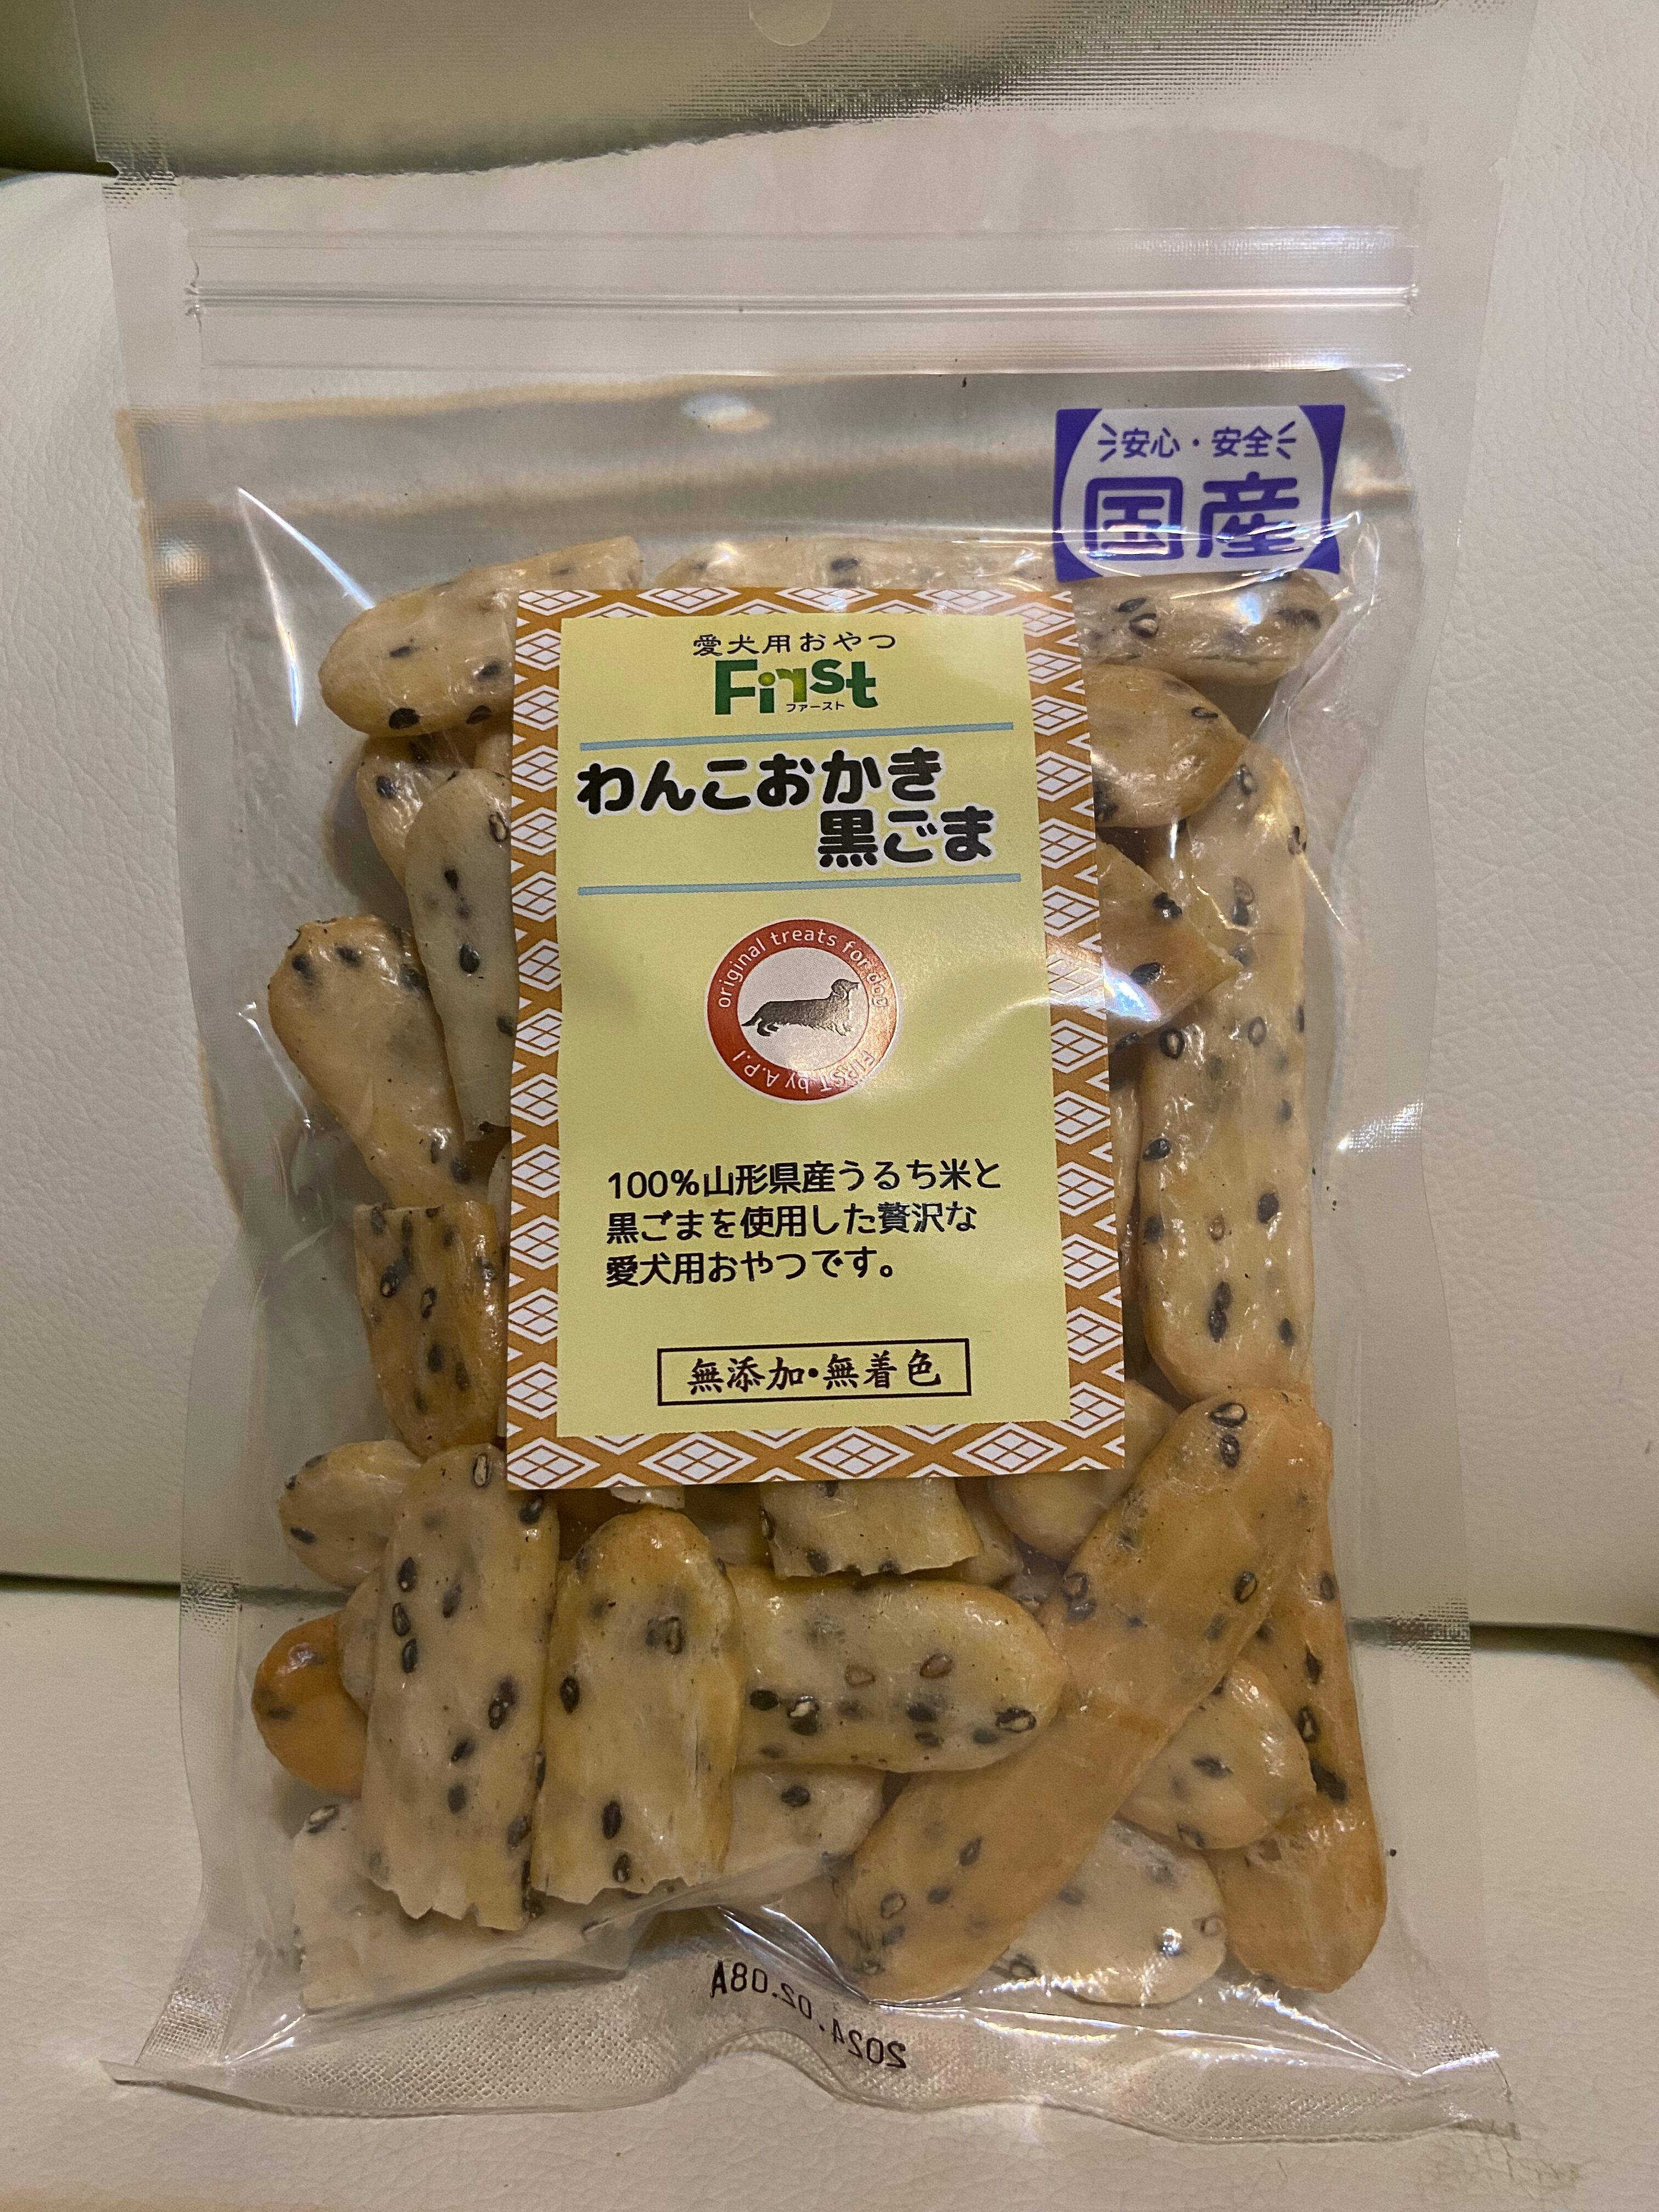 安心・安全
国産
愛犬用おやつ
First
ファースト
わんこおかき
黒ごま
original treats for dog
FIRST by A.P.I
100%山形県産うるち米と
黒ごまを使用した贅沢な
愛犬用おやつです。
無添加・無着色
2024.02.08A